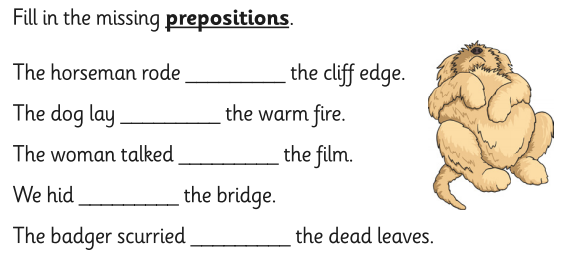 Fill in the missing prepositions.
The horseman rode __________ the cliff edge.
The dog lay __________ the warm fire.
The woman talked __________ the film.
We hid __________ the bridge.
The badger scurried __________ the dead leaves.